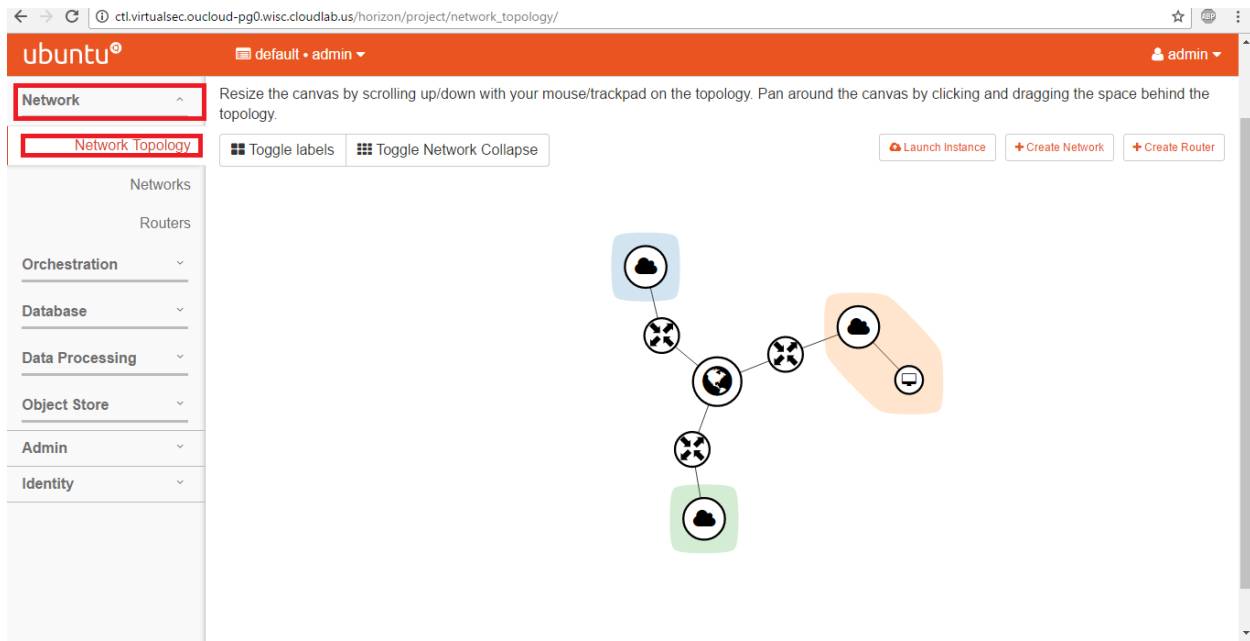 ctl.virtualsec.oucloud-pg0.wisc.cloudlab.us/horizon/project/network_topology/
ABP
ubuntu
default • admin
admin
Network
Resize the canvas by scrolling up/down with your mouse/trackpad on the topology. Pan around the canvas by clicking and dragging the space behind the
topology.
Network Topology
Toggle labels
Toggle Network Collapse
Launch Instance
+ Create Network
+ Create Router
Networks
Routers
Orchestration
Database
Data Processing
Object Store
Admin
Identity